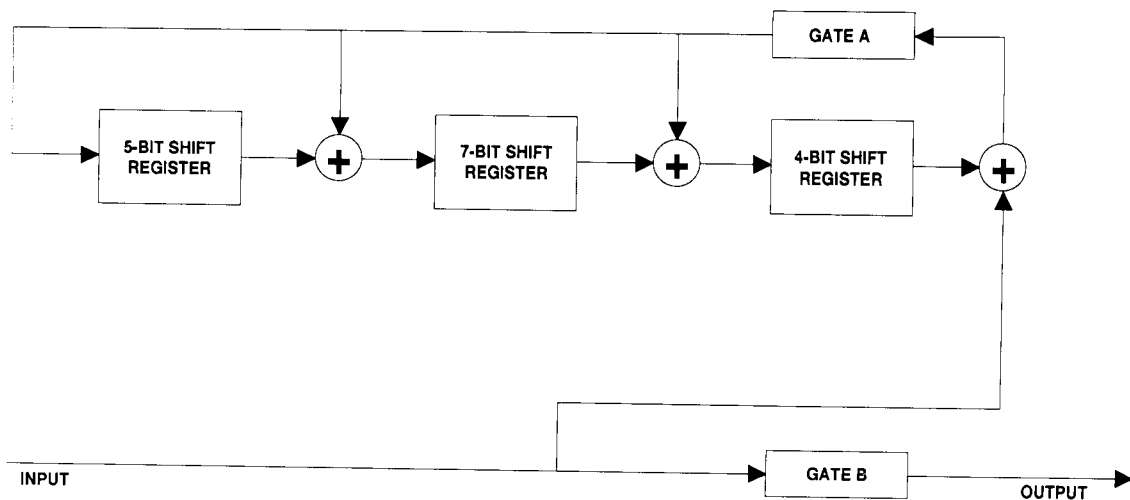 GATE A
5-BIT SHIFT
REGISTER
+
7-BIT SHIFT
REGISTER
+
4-BIT SHIFT
REGISTER
+
INPUT
GATE B
OUTPUT